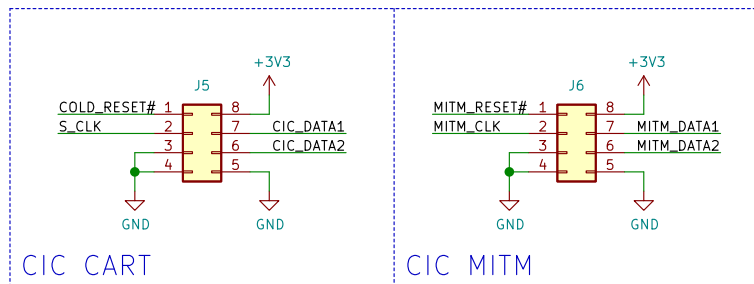 +3V3
J5
COLD_RESET# 1 8
S_CLK 2 7 CIC_DATA1
3 6 CIC_DATA2
4 5
GND GND
CIC CART
+3V3
J6
MITM_RESET# 1 8
MITM_CLK 2 7 MITM_DATA1
3 6 MITM_DATA2
4 5
GND GND
CIC MITM